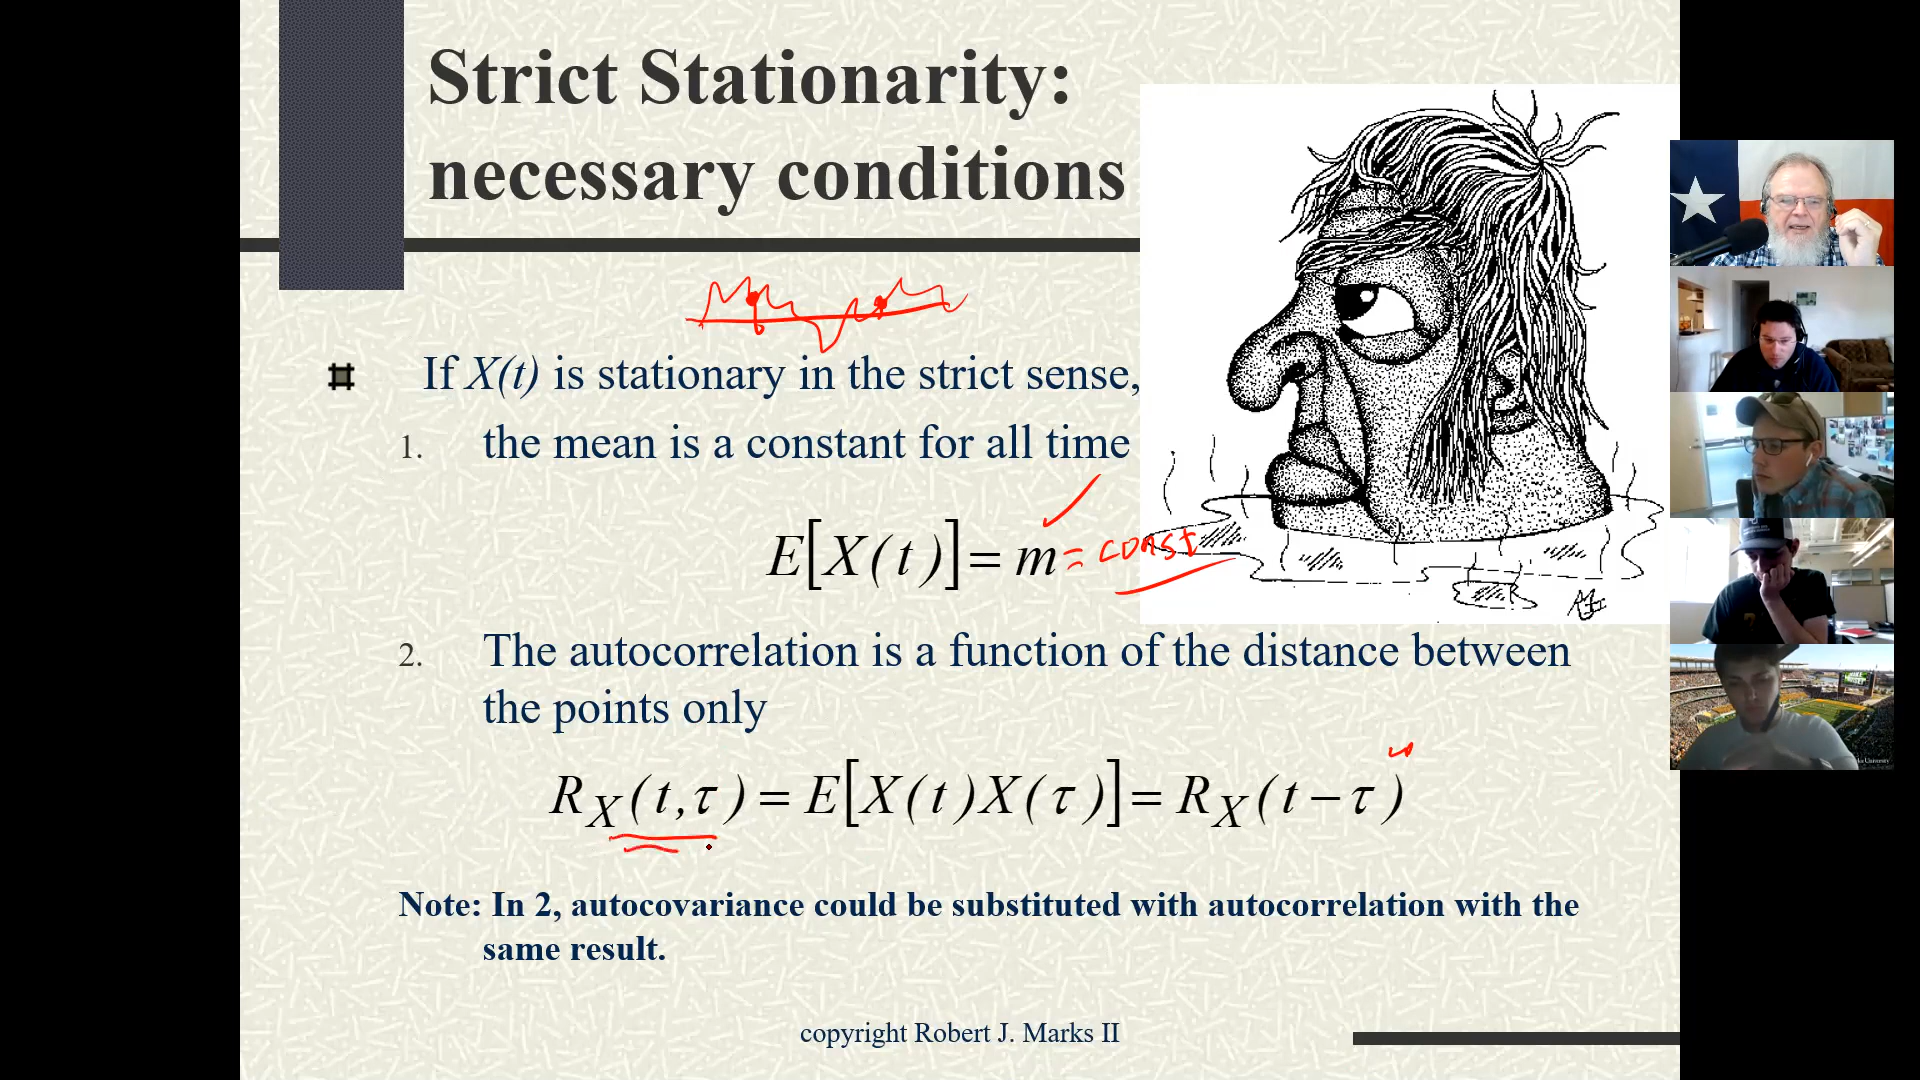 Strict Stationarity:
necessary conditions
If X(t) is stationary in the strict sense,
1. the mean is a constant for all time
E[X(t)] = m = const
2. The autocorrelation is a function of the distance between
the points only
R_X(t,τ) = E[X(t)X(τ)] = R_X(t−τ)
Note: In 2, autocovariance could be substituted with autocorrelation with the
same result.
copyright Robert J. Marks II